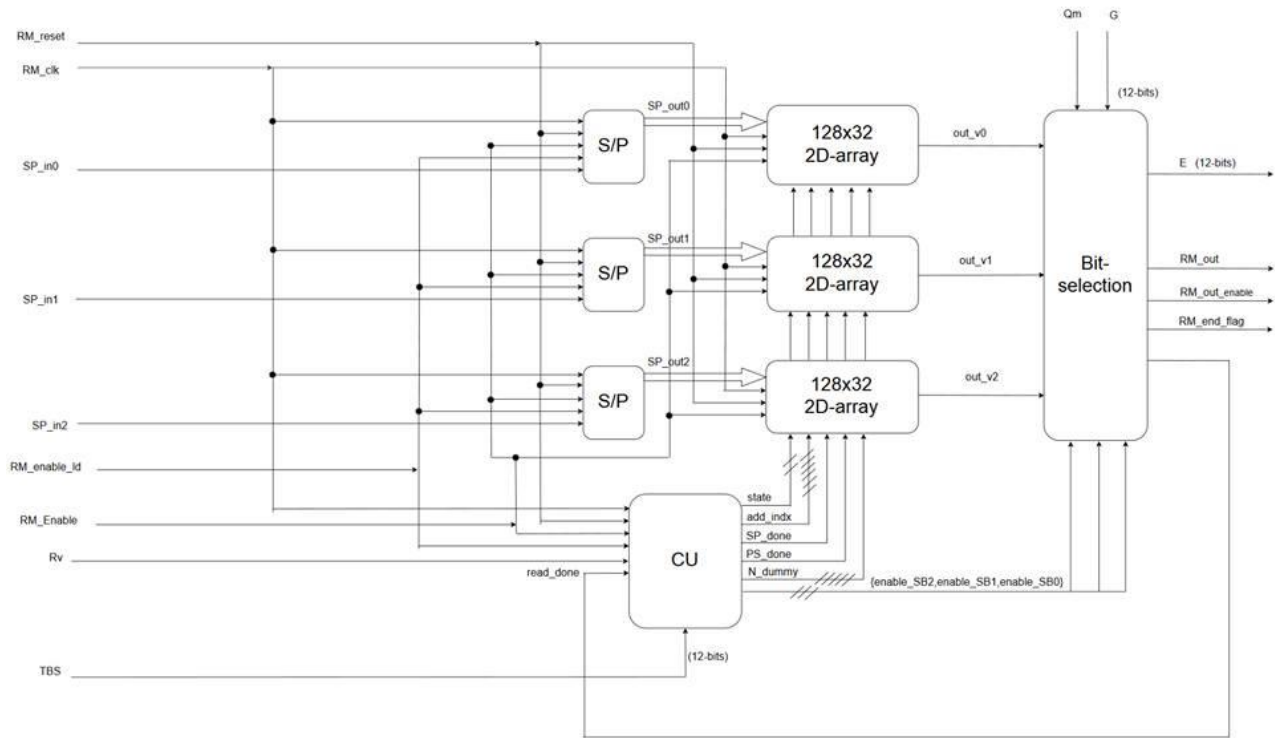 Qm
G
RM_reset
RM_clk
(12-bits)
SP_out0
S/P
128x32
2D-array
out_v0
SP_in0
E (12-bits)
SP_out1
S/P
128x32
2D-array
out_v1
Bit-
selection
RM_out
SP_in1
RM_out_enable
RM_end_flag
SP_out2
S/P
128x32
2D-array
out_v2
SP_in2
RM_enable_ld
state
RM_Enable
add_indx
SP_done
Rv
CU
PS_done
read_done
N_dummy
{enable_SB2,enable_SB1,enable_SB0}
(12-bits)
TBS